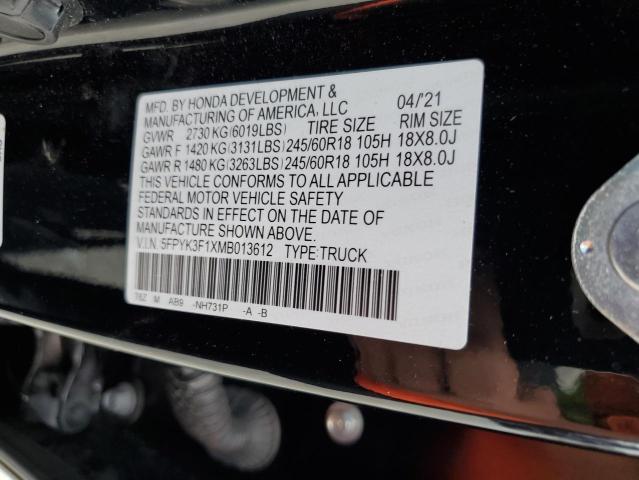 MFD. BY HONDA DEVELOPMENT &
MANUFACTURING OF AMERICA, LLC 04/'21
GVWR 2730 KG (6019LBS) TIRE SIZE RIM SIZE
GAWR F 1420 KG (3131LBS) 245/60R18 105H 18X8.0J
GAWR R 1480 KG (3263LBS) 245/60R18 105H 18X8.0J
THIS VEHICLE CONFORMS TO ALL APPLICABLE
FEDERAL MOTOR VEHICLE SAFETY
STANDARDS IN EFFECT ON THE DATE OF
MANUFACTURE SHOWN ABOVE.
V.I.N. 5FPYK3F1XMB013612 TYPE:TRUCK
T6Z M AB9 -NH731P -A -B